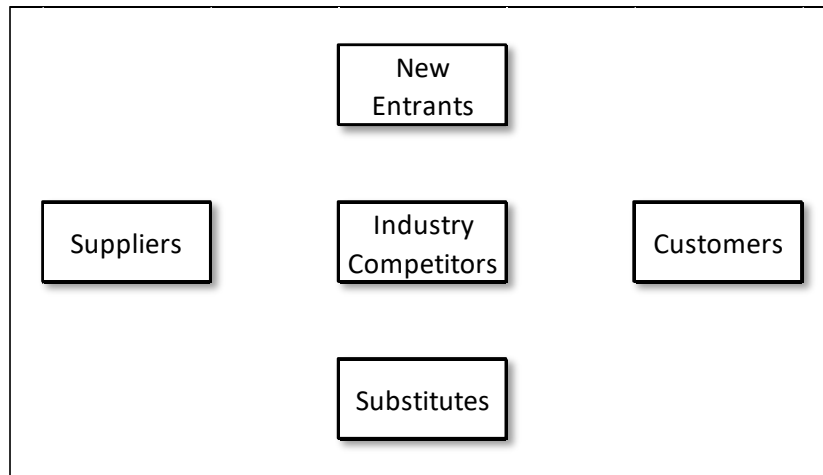 New
Entrants
Suppliers
Industry
Competitors
Customers
Substitutes